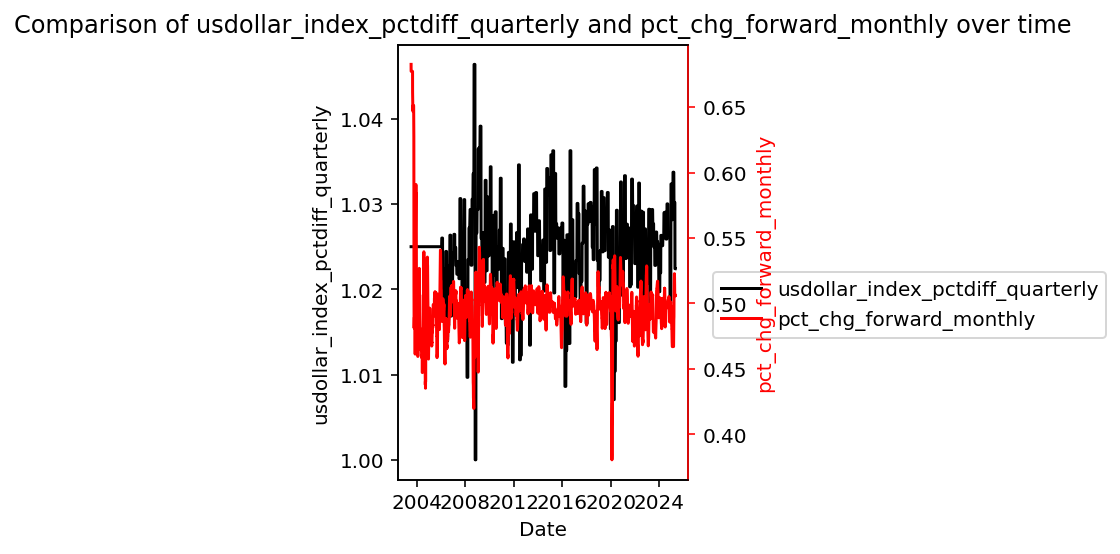 Comparison of usdollar_index_pctdiff_quarterly and pct_chg_forward_monthly over time
usdollar_index_pctdiff_quarterly
1.04
1.03
1.02
1.01
1.00
2004
2008
2012
2016
2020
2024
Date
0.65
0.60
0.55
0.50
0.45
0.40
pct_chg_forward_monthly
usdollar_index_pctdiff_quarterly
pct_chg_forward_monthly